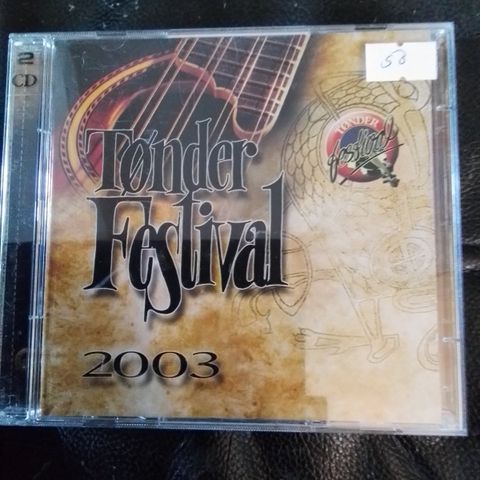 2
CD
50
TØNDER
festival
Tønder
Festival
2003